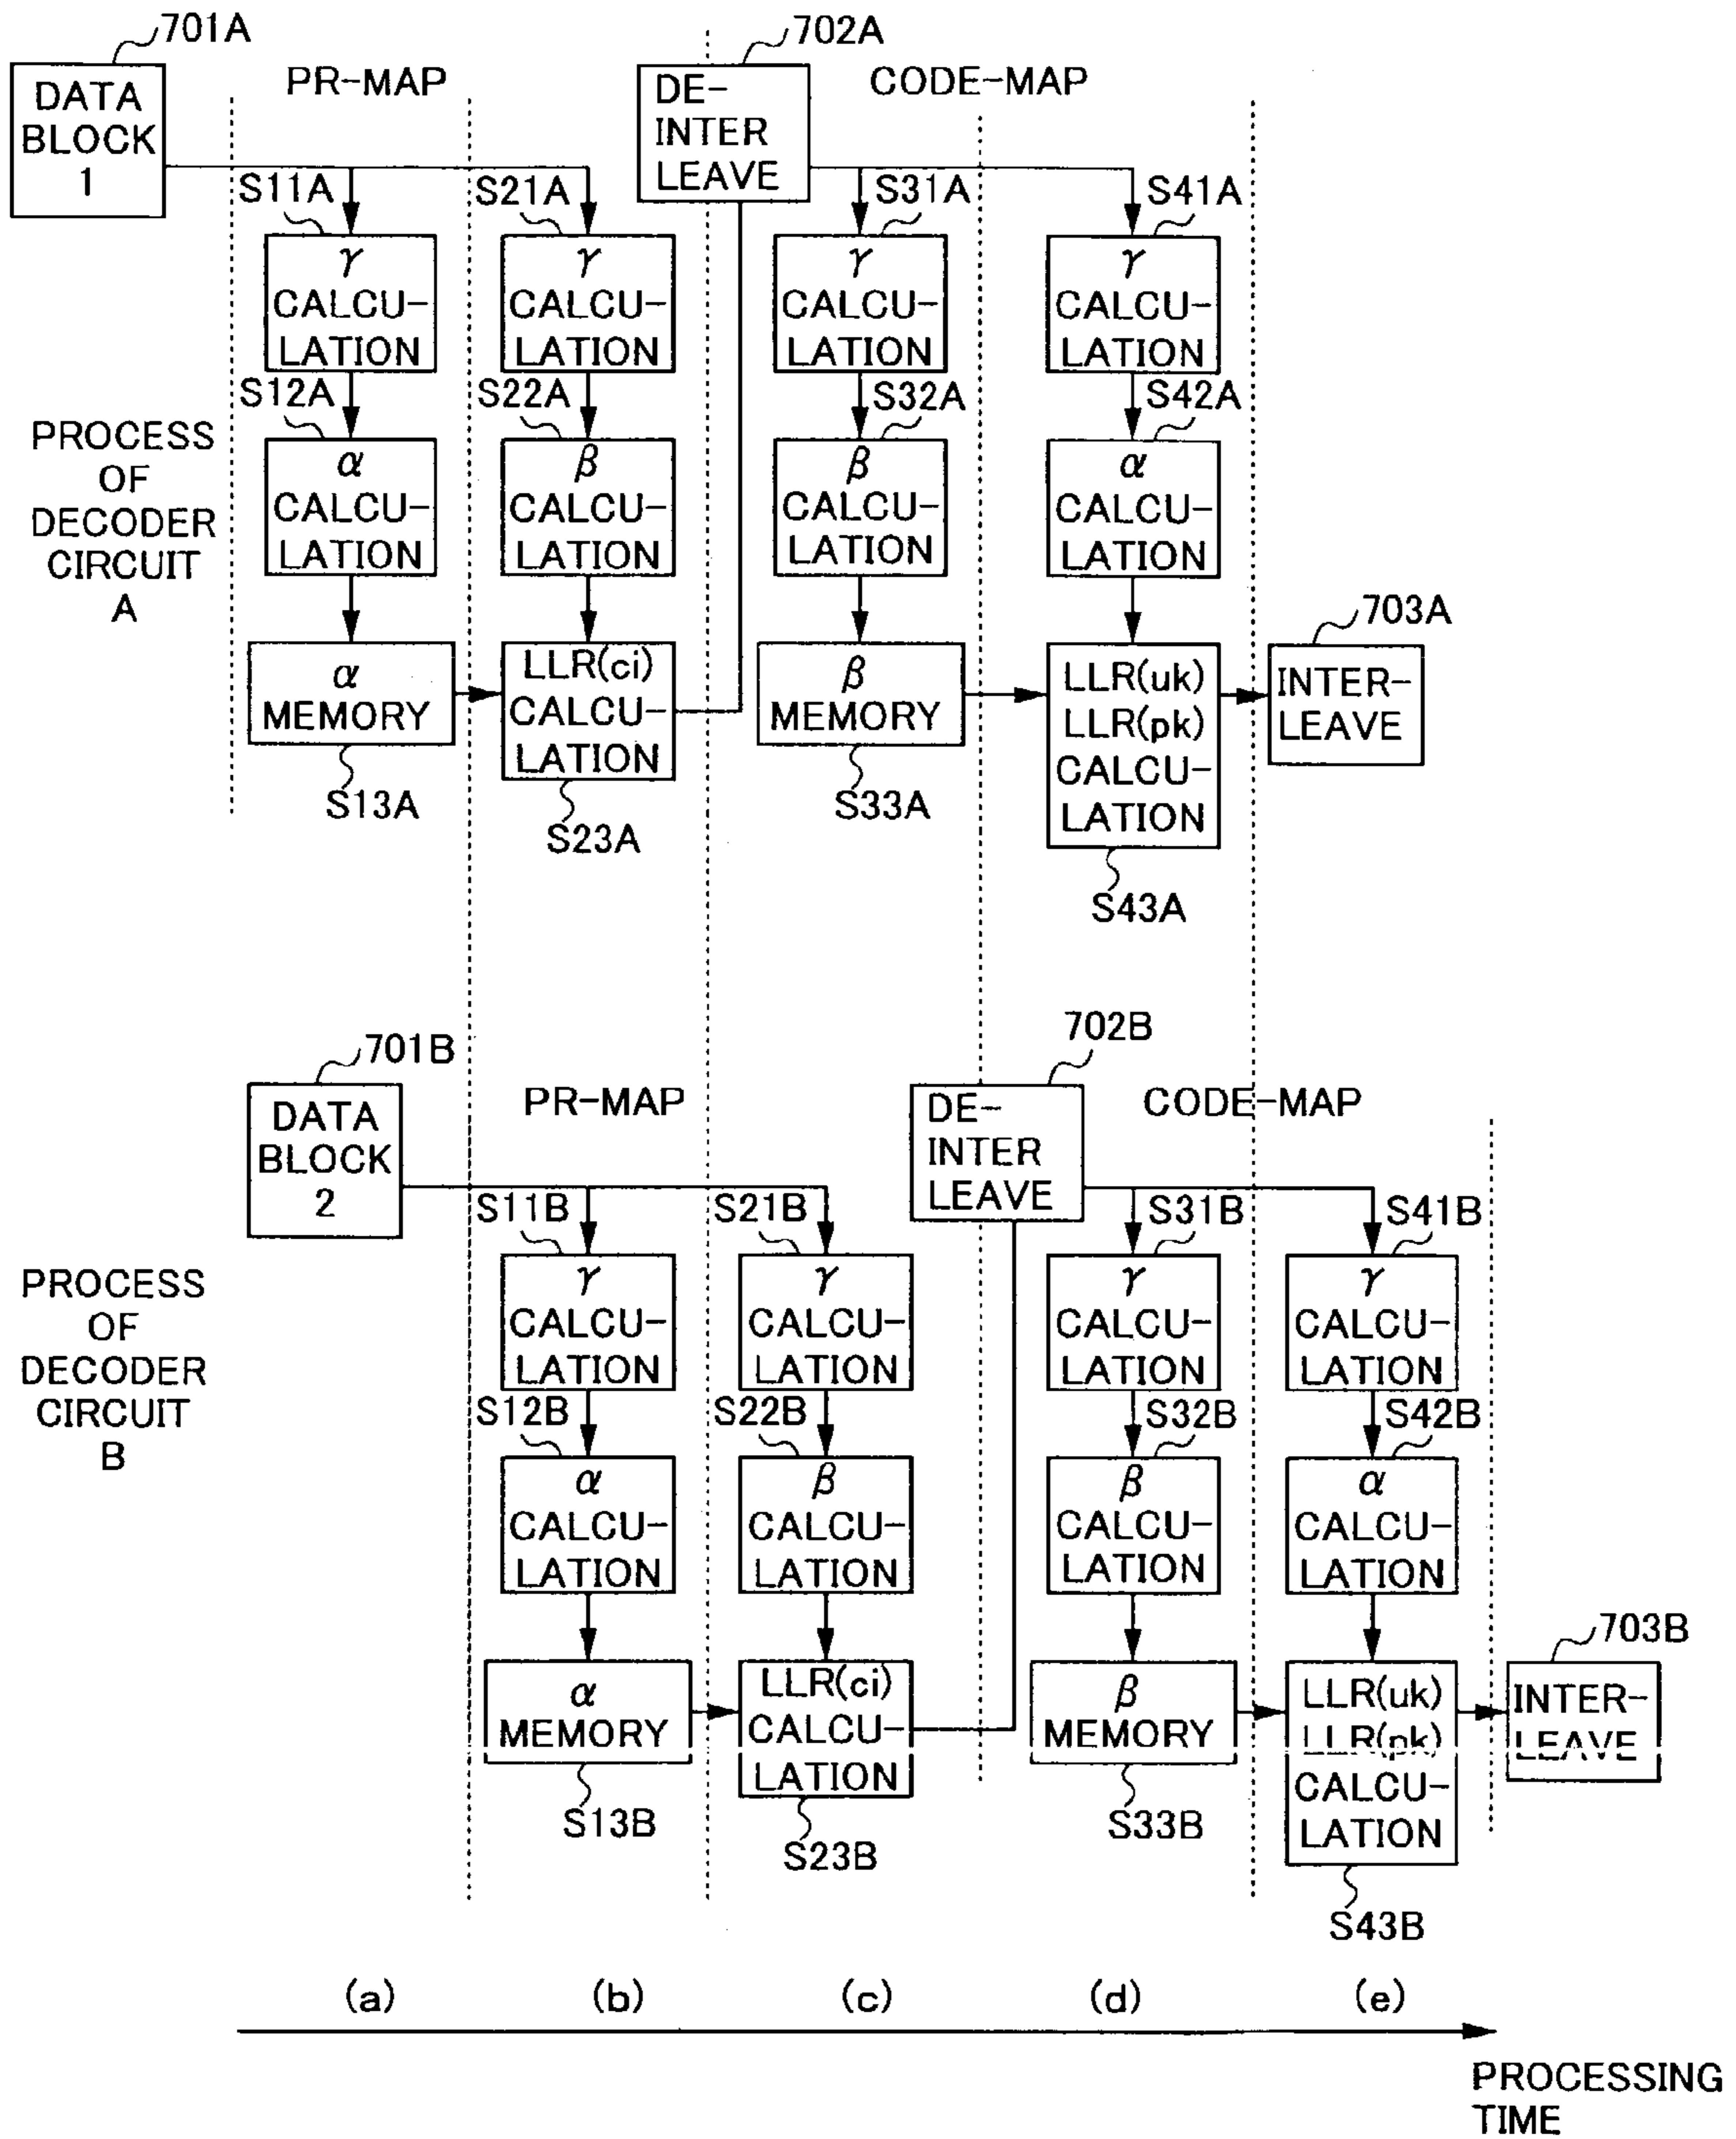 701A
702A
PR-MAP
CODE-MAP
DATA
BLOCK
1
DE-
INTER
LEAVE
S11A
S21A
S31A
S41A
γ
CALCU-
LATION
γ
CALCU-
LATION
γ
CALCU-
LATION
γ
CALCU-
LATION
S12A
S22A
S32A
S42A
PROCESS
OF
DECODER
CIRCUIT
A
α
CALCU-
LATION
β
CALCU-
LATION
β
CALCU-
LATION
α
CALCU-
LATION
703A
α
MEMORY
LLR(ci)
CALCU-
LATION
β
MEMORY
LLR(uk)
LLR(pk)
CALCU-
LATION
INTER-
LEAVE
S13A
S23A
S33A
S43A
701B
702B
PR-MAP
CODE-MAP
DATA
BLOCK
2
DE-
INTER
LEAVE
S11B
S21B
S31B
S41B
PROCESS
OF
DECODER
CIRCUIT
B
γ
CALCU-
LATION
γ
CALCU-
LATION
γ
CALCU-
LATION
γ
CALCU-
LATION
S12B
S22B
S32B
S42B
α
CALCU-
LATION
β
CALCU-
LATION
β
CALCU-
LATION
α
CALCU-
LATION
703B
α
MEMORY
LLR(ci)
CALCU-
LATION
β
MEMORY
LLR(uk)
LLR(pk)
CALCU-
LATION
INTER-
LEAVE
S13B
S23B
S33B
S43B
(a)
(b)
(c)
(d)
(e)
PROCESSING
TIME